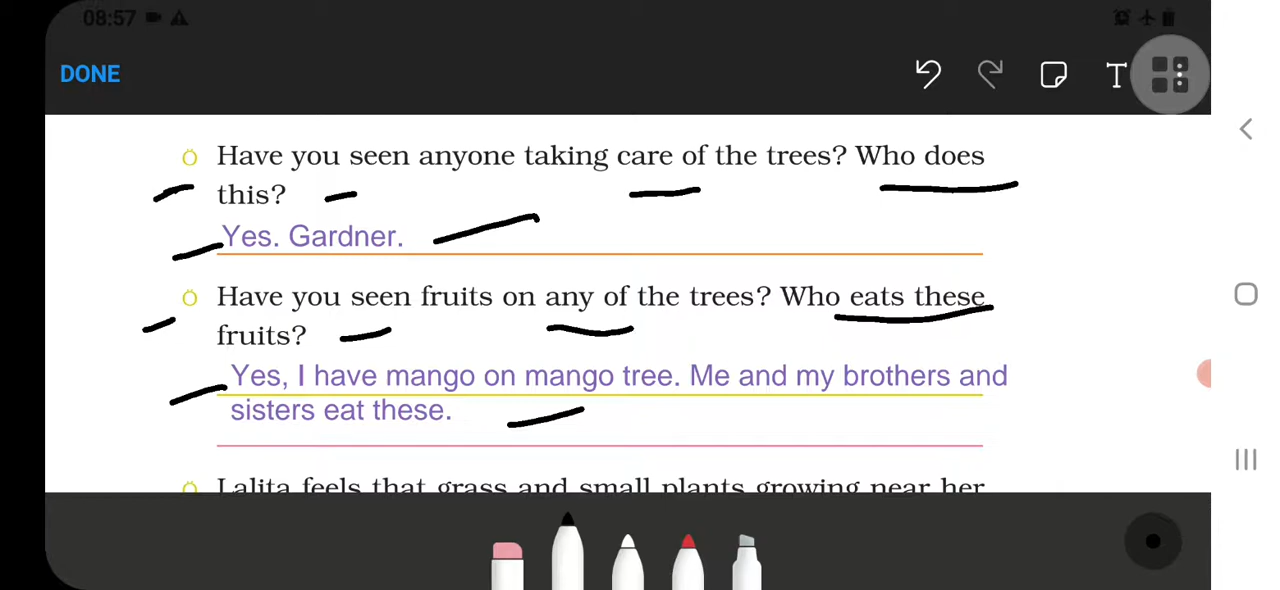 08:57
DONE
T
Have you seen anyone taking care of the trees? Who does
this?
Yes. Gardner.
Have you seen fruits on any of the trees? Who eats these
fruits?
Yes, I have mango on mango tree. Me and my brothers and
sisters eat these.
Lalita feels that grass and small plants growing near her